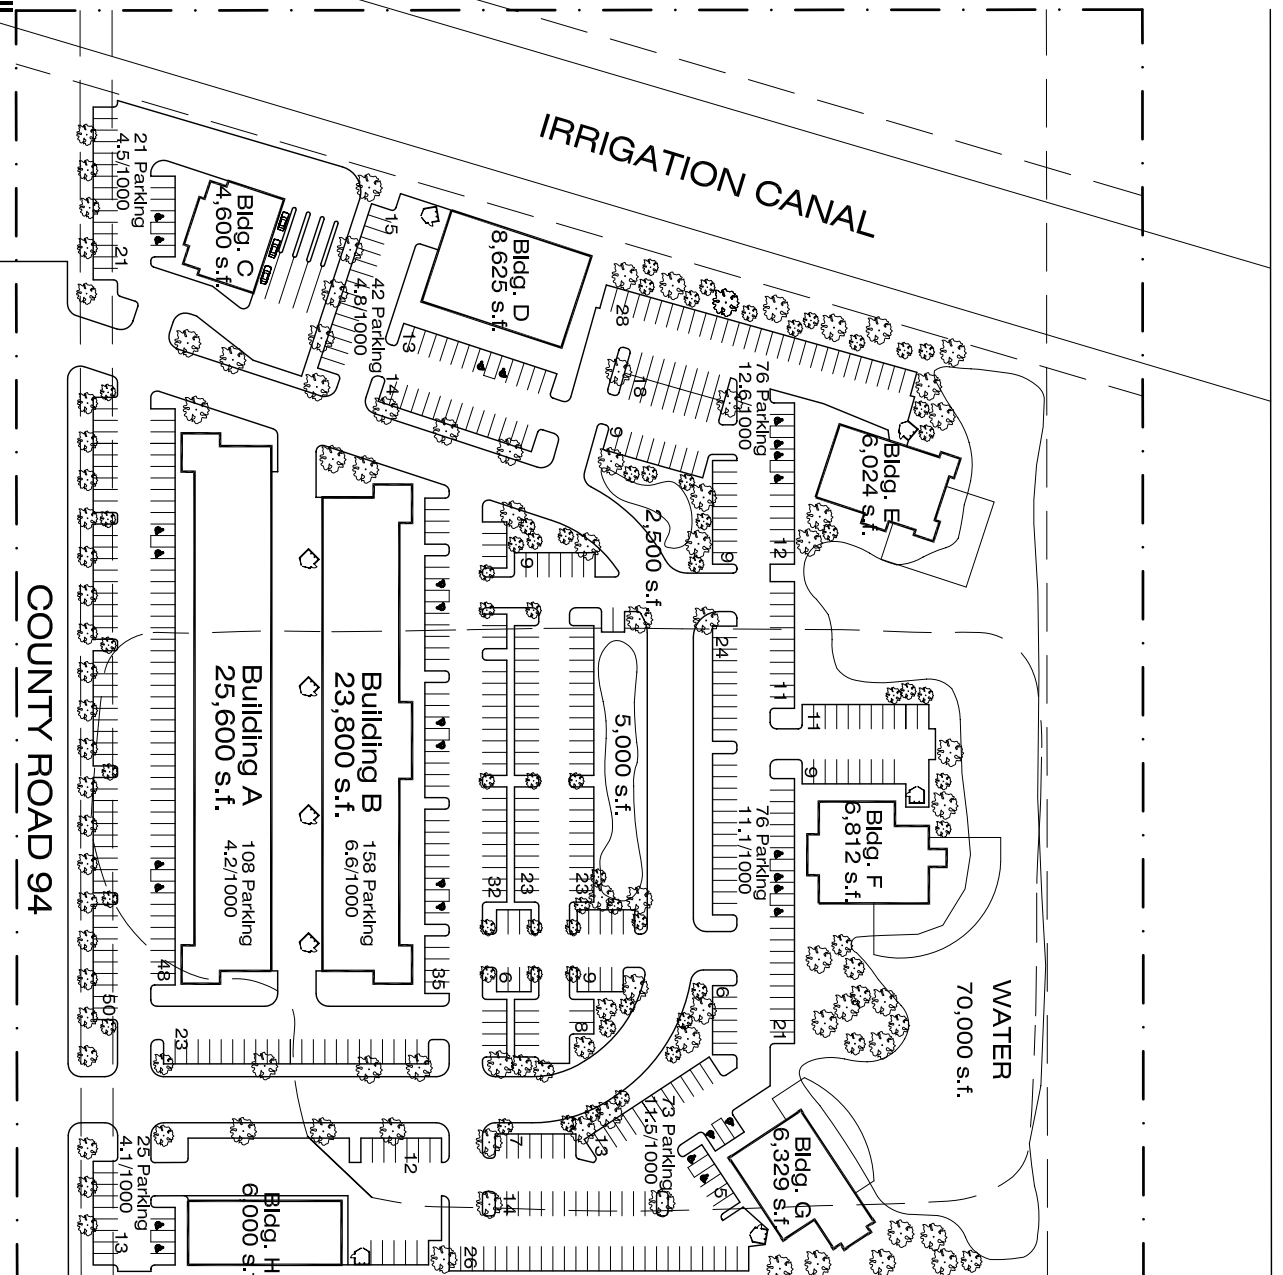 IRRIGATION CANAL
COUNTY ROAD 94
WATER
70,000 s.f.
21 Parking
4.5/1000
21
Bldg. C
4,600 s.f.
15
42 Parking
4.8/1000
13
14
Bldg. D
8,625 s.f.
28
18
9
76 Parking
12.6/1000
Bldg. E
6,024 s.f.
2,500 s.f.
9
12
9
24
11
11
9
Building A
25,600 s.f.
108 Parking
4.2/1000
48
50
23
Building B
23,800 s.f.
158 Parking
6.6/1000
35
32
23
23
5,000 s.f.
76 Parking
11.1/1000
Bldg. F
6,812 s.f.
6
9
8
6
21
73 Parking
11.5/1000
13
7
5
14
26
12
Bldg. G
6,329 s.f.
25 Parking
4.1/1000
13
Bldg. H
6,000 s.f.